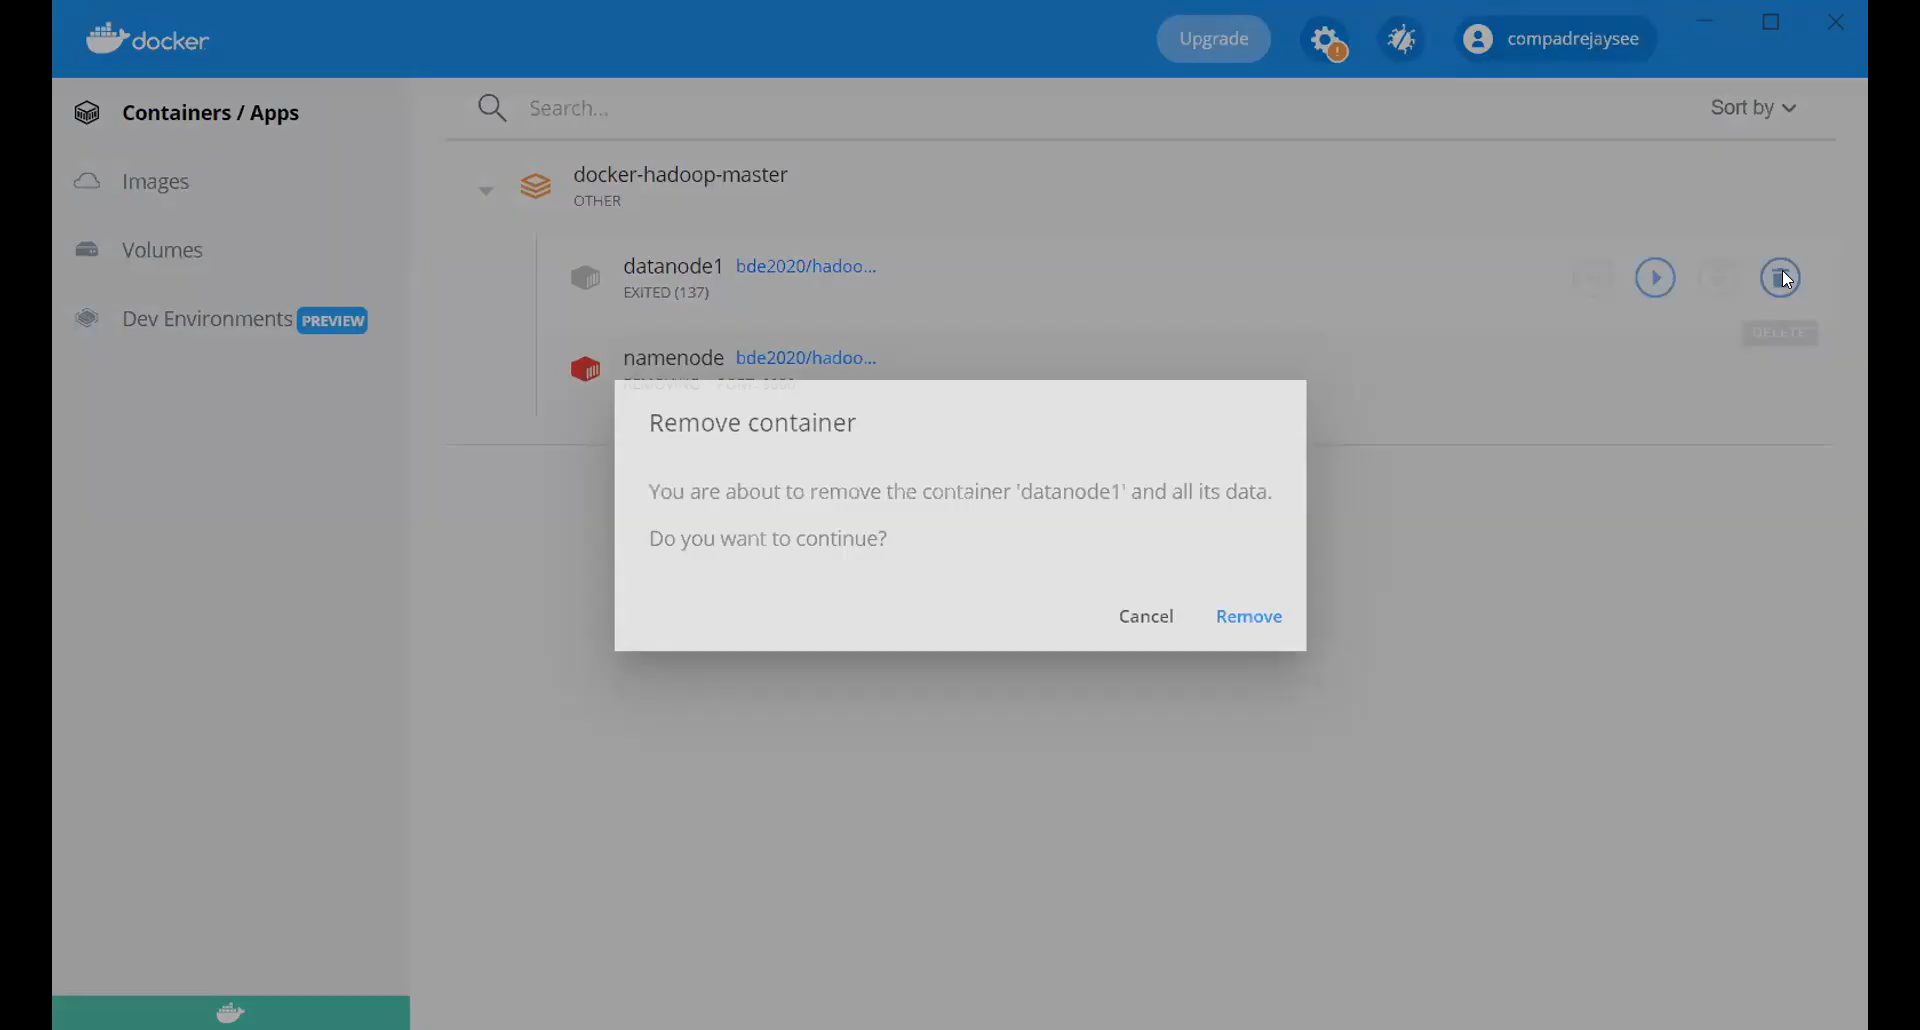 docker
Upgrade
compadrejaysee
Containers / Apps
Images
Volumes
Dev Environments PREVIEW
Search...
Sort by
docker-hadoop-master
OTHER
datanode1 bde2020/hadoo...
EXITED (137)
DELETE
namenode bde2020/hadoo...
Remove container
You are about to remove the container 'datanode1' and all its data.
Do you want to continue?
Cancel Remove